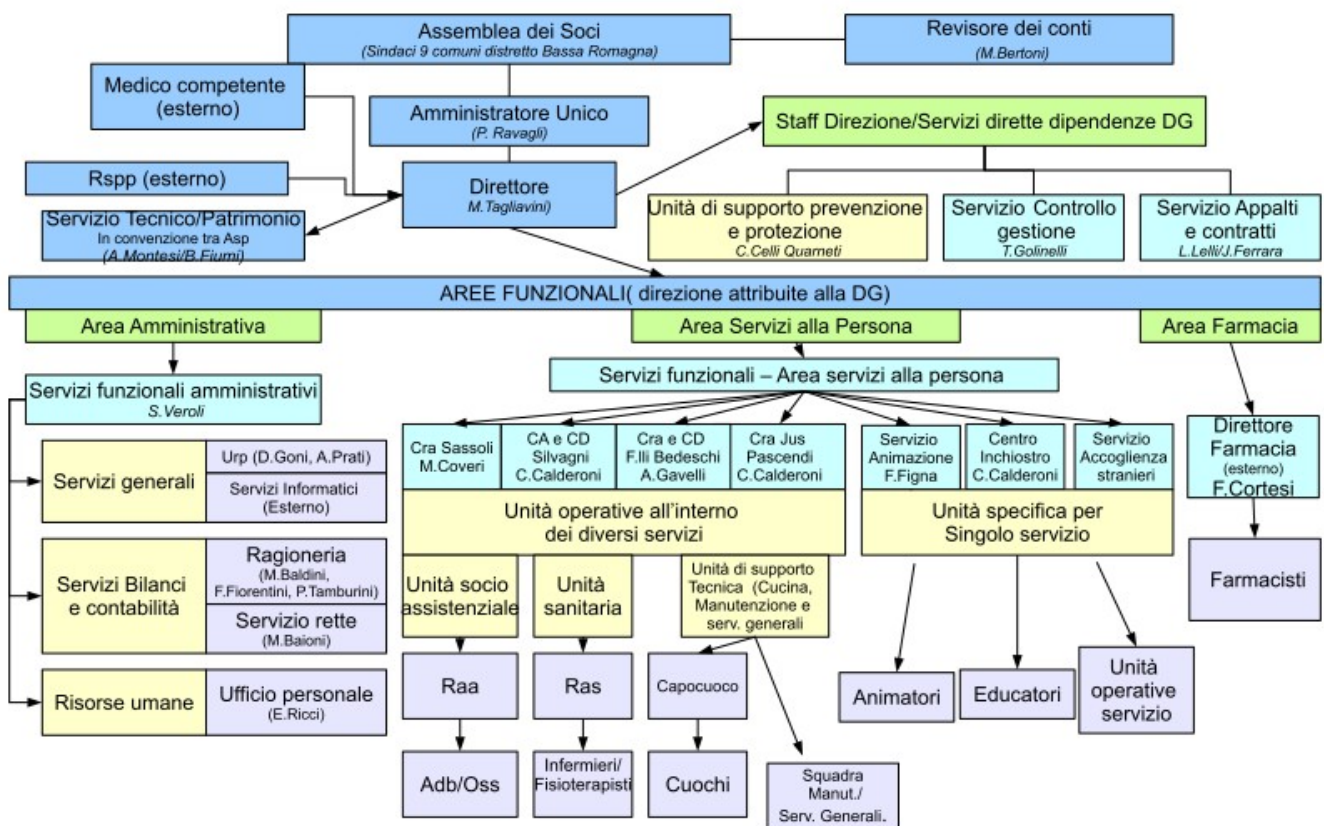 Assemblea dei Soci
(Sindaci 9 comuni distretto Bassa Romagna)
Revisore dei conti
(M.Bertoni)
Medico competente
(esterno)
Amministratore Unico
(P. Ravagli)
Staff Direzione/Servizi dirette dipendenze DG
Rspp (esterno)
Direttore
M.Tagliavini)
Servizio Tecnico/Patrimonio
In convenzione tra Asp
(A.Montesi/B.Fiumi)
Unità di supporto prevenzione
e protezione
C.Celli Quarneti
Servizio Controllo
gestione
T.Golinelli
Servizio Appalti
e contratti
L.Lelli/J.Ferrara
AREE FUNZIONALI( direzione attribuite alla DG)
Area Amministrativa
Area Servizi alla Persona
Area Farmacia
Servizi funzionali amministrativi
S.Veroli
Servizi funzionali – Area servizi alla persona
Servizi generali
Urp (D.Goni, A.Prati)
Servizi Informatici
(Esterno)
Servizi Bilanci
e contabilità
Ragioneria
(M.Baldini,
F.Fiorentini, P.Tamburini)
Servizio rette
(M.Baioni)
Risorse umane
Ufficio personale
(E.Ricci)
Cra Sassoli
M.Coveri
CA e CD
Silvagni
C.Calderoni
Cra e CD
F.lli Bedeschi
A.Gavelli
Cra Jus
Pascendi
C.Calderoni
Servizio
Animazione
F.Figna
Centro
Inchiostro
C.Calderoni
Servizio
Accoglienza
stranieri
Direttore
Farmacia
(esterno)
F.Cortesi
Unità operative all'interno
dei diversi servizi
Unità specifica per
Singolo servizio
Unità socio
assistenziale
Unità
sanitaria
Unità di supporto
Tecnica (Cucina,
Manutenzione e
serv. generali
Farmacisti
Raa
Ras
Capocuoco
Animatori
Educatori
Unità
operative
servizio
Adb/Oss
Infermieri/
Fisioterapisti
Cuochi
Squadra
Manut./
Serv. Generali.